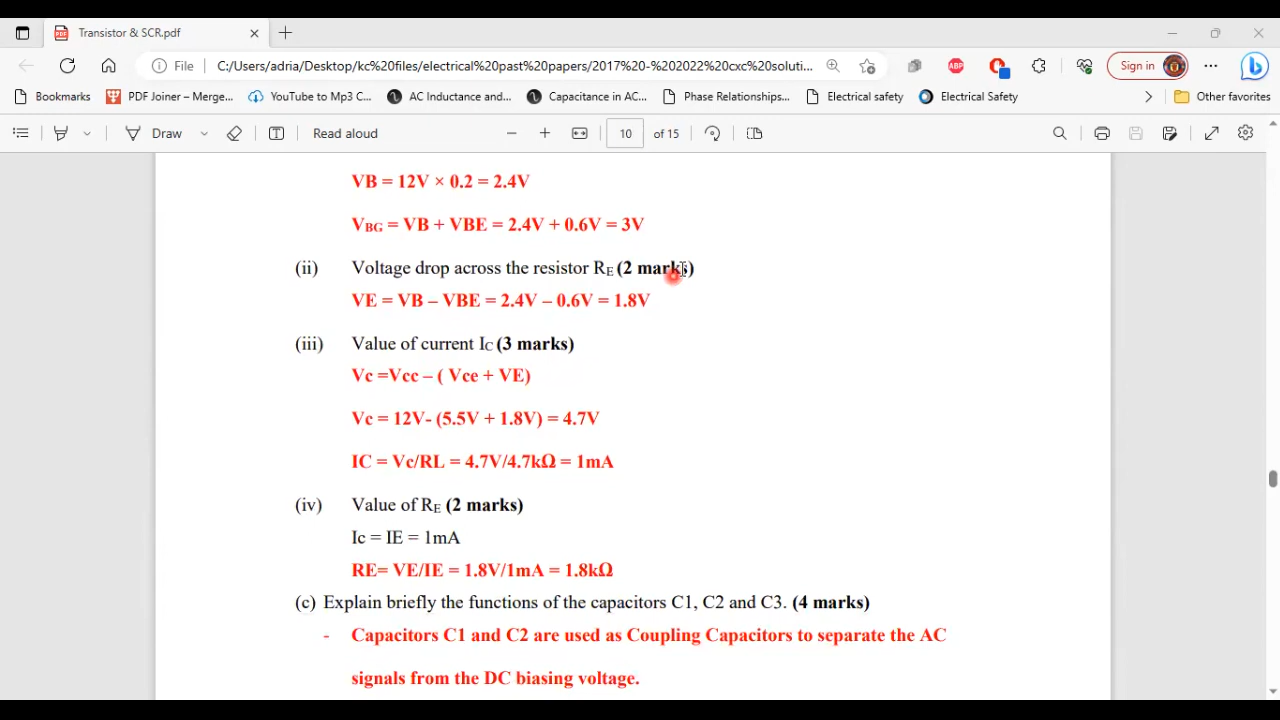 Transistor & SCR.pdf
File
C:/Users/adria/Desktop/kc%20files/electrical%20past%20papers/2017%20-%202022%20cxc%20soluti...
ABP
Sign in
Bookmarks
PDF Joiner – Merge...
YouTube to Mp3 C...
AC Inductance and...
Capacitance in AC...
Phase Relationships...
Electrical safety
Electrical Safety
Other favorites
Draw
Read aloud
10 of 15
VB = 12V × 0.2 = 2.4V
VBG = VB + VBE = 2.4V + 0.6V = 3V
(ii) Voltage drop across the resistor RE (2 marks)
VE = VB – VBE = 2.4V – 0.6V = 1.8V
(iii) Value of current IC (3 marks)
Vc =Vcc – ( Vce + VE)
Vc = 12V- (5.5V + 1.8V) = 4.7V
IC = Vc/RL = 4.7V/4.7kΩ = 1mA
(iv) Value of RE (2 marks)
Ic = IE = 1mA
RE= VE/IE = 1.8V/1mA = 1.8kΩ
(c) Explain briefly the functions of the capacitors C1, C2 and C3. (4 marks)
- Capacitors C1 and C2 are used as Coupling Capacitors to separate the AC
signals from the DC biasing voltage.